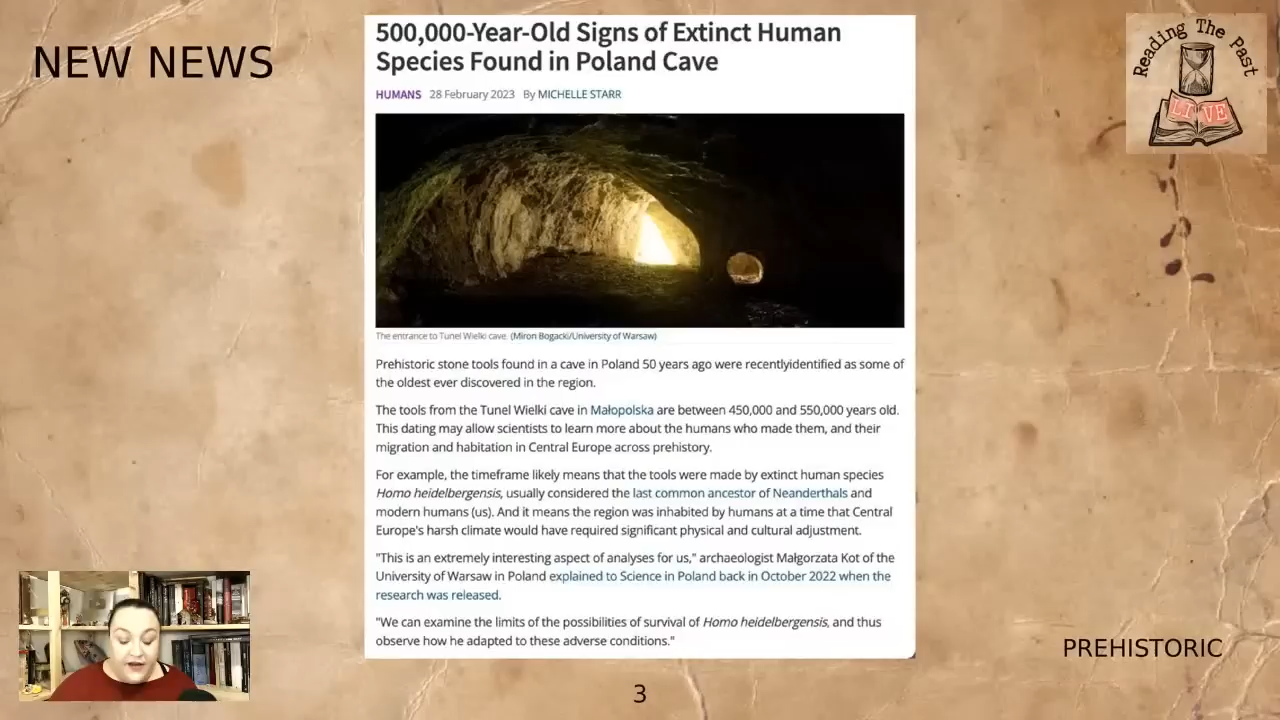 NEW NEWS
500,000-Year-Old Signs of Extinct Human
Species Found in Poland Cave
HUMANS 28 February 2023 By MICHELLE STARR
The entrance to Tunel Wielki cave. (Miron Bogacki/University of Warsaw)
Prehistoric stone tools found in a cave in Poland 50 years ago were recentlyidentified as some of
the oldest ever discovered in the region.
The tools from the Tunel Wielki cave in Małopolska are between 450,000 and 550,000 years old.
This dating may allow scientists to learn more about the humans who made them, and their
migration and habitation in Central Europe across prehistory.
For example, the timeframe likely means that the tools were made by extinct human species
Homo heidelbergensis, usually considered the last common ancestor of Neanderthals and
modern humans (us). And it means the region was inhabited by humans at a time that Central
Europe's harsh climate would have required significant physical and cultural adjustment.
"This is an extremely interesting aspect of analyses for us," archaeologist Małgorzata Kot of the
University of Warsaw in Poland explained to Science in Poland back in October 2022 when the
research was released.
"We can examine the limits of the possibilities of survival of Homo heidelbergensis, and thus
observe how he adapted to these adverse conditions."
Reading The Past
LIVE
PREHISTORIC
3